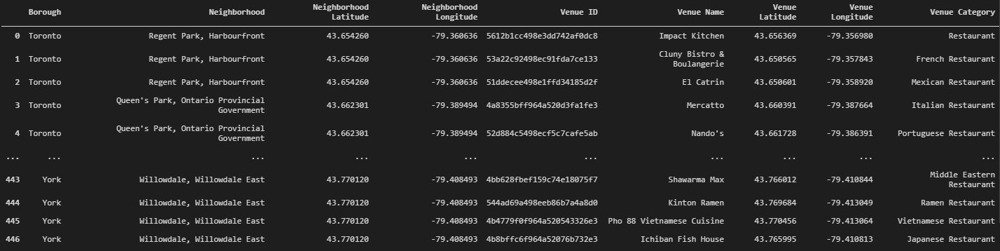 Borough Neighborhood Neighborhood Latitude Neighborhood Longitude Venue ID Venue Name Venue Latitude Venue Longitude Venue Category
0 Toronto Regent Park, Harbourfront 43.654260 -79.360636 5612b1cc498e3dd742af0dc8 Impact Kitchen 43.656369 -79.356980 Restaurant
1 Toronto Regent Park, Harbourfront 43.654260 -79.360636 53a22c92498ec91fda7ce133 Cluny Bistro & Boulangerie 43.650565 -79.357843 French Restaurant
2 Toronto Regent Park, Harbourfront 43.654260 -79.360636 51ddecee498e1ffd34185d2f El Catrin 43.650601 -79.358920 Mexican Restaurant
3 Toronto Queen's Park, Ontario Provincial Government 43.662301 -79.389494 4a8355bff964a520d3fa1fe3 Mercatto 43.660391 -79.387664 Italian Restaurant
4 Toronto Queen's Park, Ontario Provincial Government 43.662301 -79.389494 52d884c5498ecf5c7cafe5ab Nando's 43.661728 -79.386391 Portuguese Restaurant
... ... ... ... ... ... ... ... ... ...
443 York Willowdale, Willowdale East 43.770120 -79.408493 4bb628fbef159c74e18075f7 Shawarma Max 43.766012 -79.410844 Middle Eastern Restaurant
444 York Willowdale, Willowdale East 43.770120 -79.408493 544ad69a498eeb86b7a4a8d0 Kinton Ramen 43.769684 -79.413049 Ramen Restaurant
445 York Willowdale, Willowdale East 43.770120 -79.408493 4b4779f0f964a520543326e3 Pho 88 Vietnamese Cuisine 43.770456 -79.413064 Vietnamese Restaurant
446 York Willowdale, Willowdale East 43.770120 -79.408493 4b8bffc6f964a52076b732e3 Ichiban Fish House 43.765995 -79.410813 Japanese Restaurant